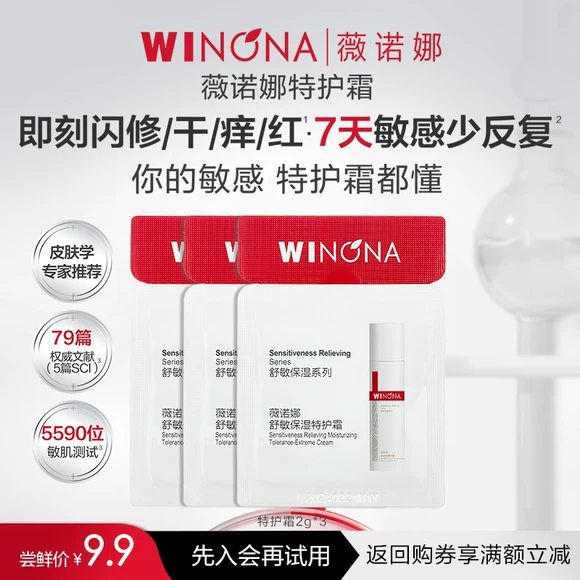 WINONA|薇诺娜
薇诺娜特护霜
即刻闪修/干/痒/红¹·7天敏感少反复²
你的敏感 特护霜都懂
皮肤学
专家推荐
79篇
权威文献³
(5篇SCI)
5590位
敏肌测试³
WINONA
Sensitiveness Relieving
Series
舒敏保湿系列
薇诺娜
舒敏保湿特护霜
Sensitiveness Relieving Moisturizing
Tolerance-Extreme Cream
WINONA
特护霜2g*3
尝鲜价¥9.9
先入会再试用
返回购券享满额立减